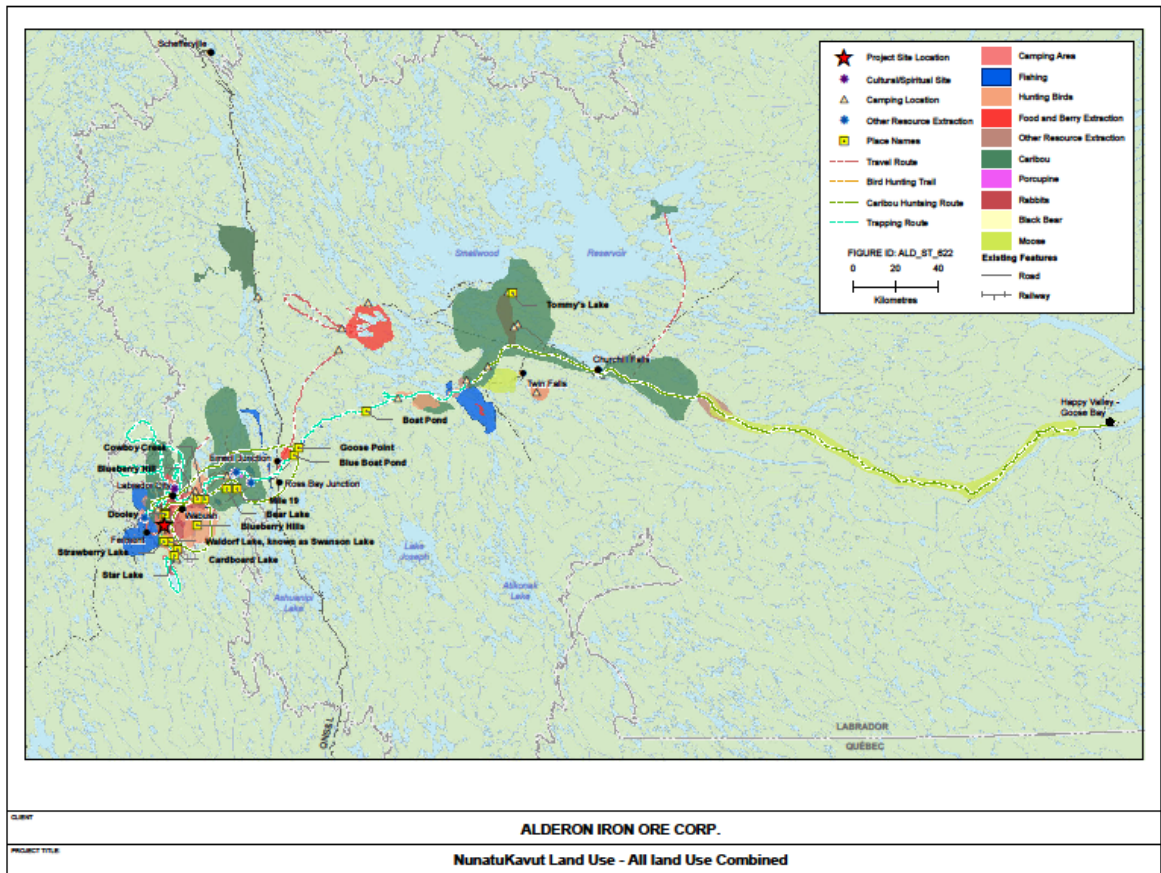 Schefferville
Project Site Location
Cultural/Spiritual Site
Camping Location
Other Resource Extraction
Place Names
Travel Route
Bird Hunting Trail
Caribou Huntsing Route
Trapping Route
FIGURE ID: ALD_ST_622
0 20 40
Kilometres
Camping Area
Fishing
Hunting Birds
Food and Berry Extraction
Other Resource Extraction
Caribou
Porcupine
Rabbits
Black Bear
Moose
Existing Features
Road
Railway
Smallwood
Reservoir
Tommy's Lake
Churchill Falls
Twin Falls
Happy Valley -
Goose Bay
Boat Pond
Cowboy Creek
Goose Point
Blueberry Hill
Blue Boat Pond
Labrador City
Ross Bay Junction
Mile 19
Dooley
Wabush
Bear Lake
Blueberry Hills
Fermont
Waldorf Lake, known as Swanson Lake
Strawberry Lake
Cardboard Lake
Star Lake
Lake
Joseph
Atikonak
Lake
Ashuanipi
Lake
QNS&L
LABRADOR
QUÉBEC
CLIENT
ALDERON IRON ORE CORP.
PROJECT TITLE
NunatuKavut Land Use - All land Use Combined